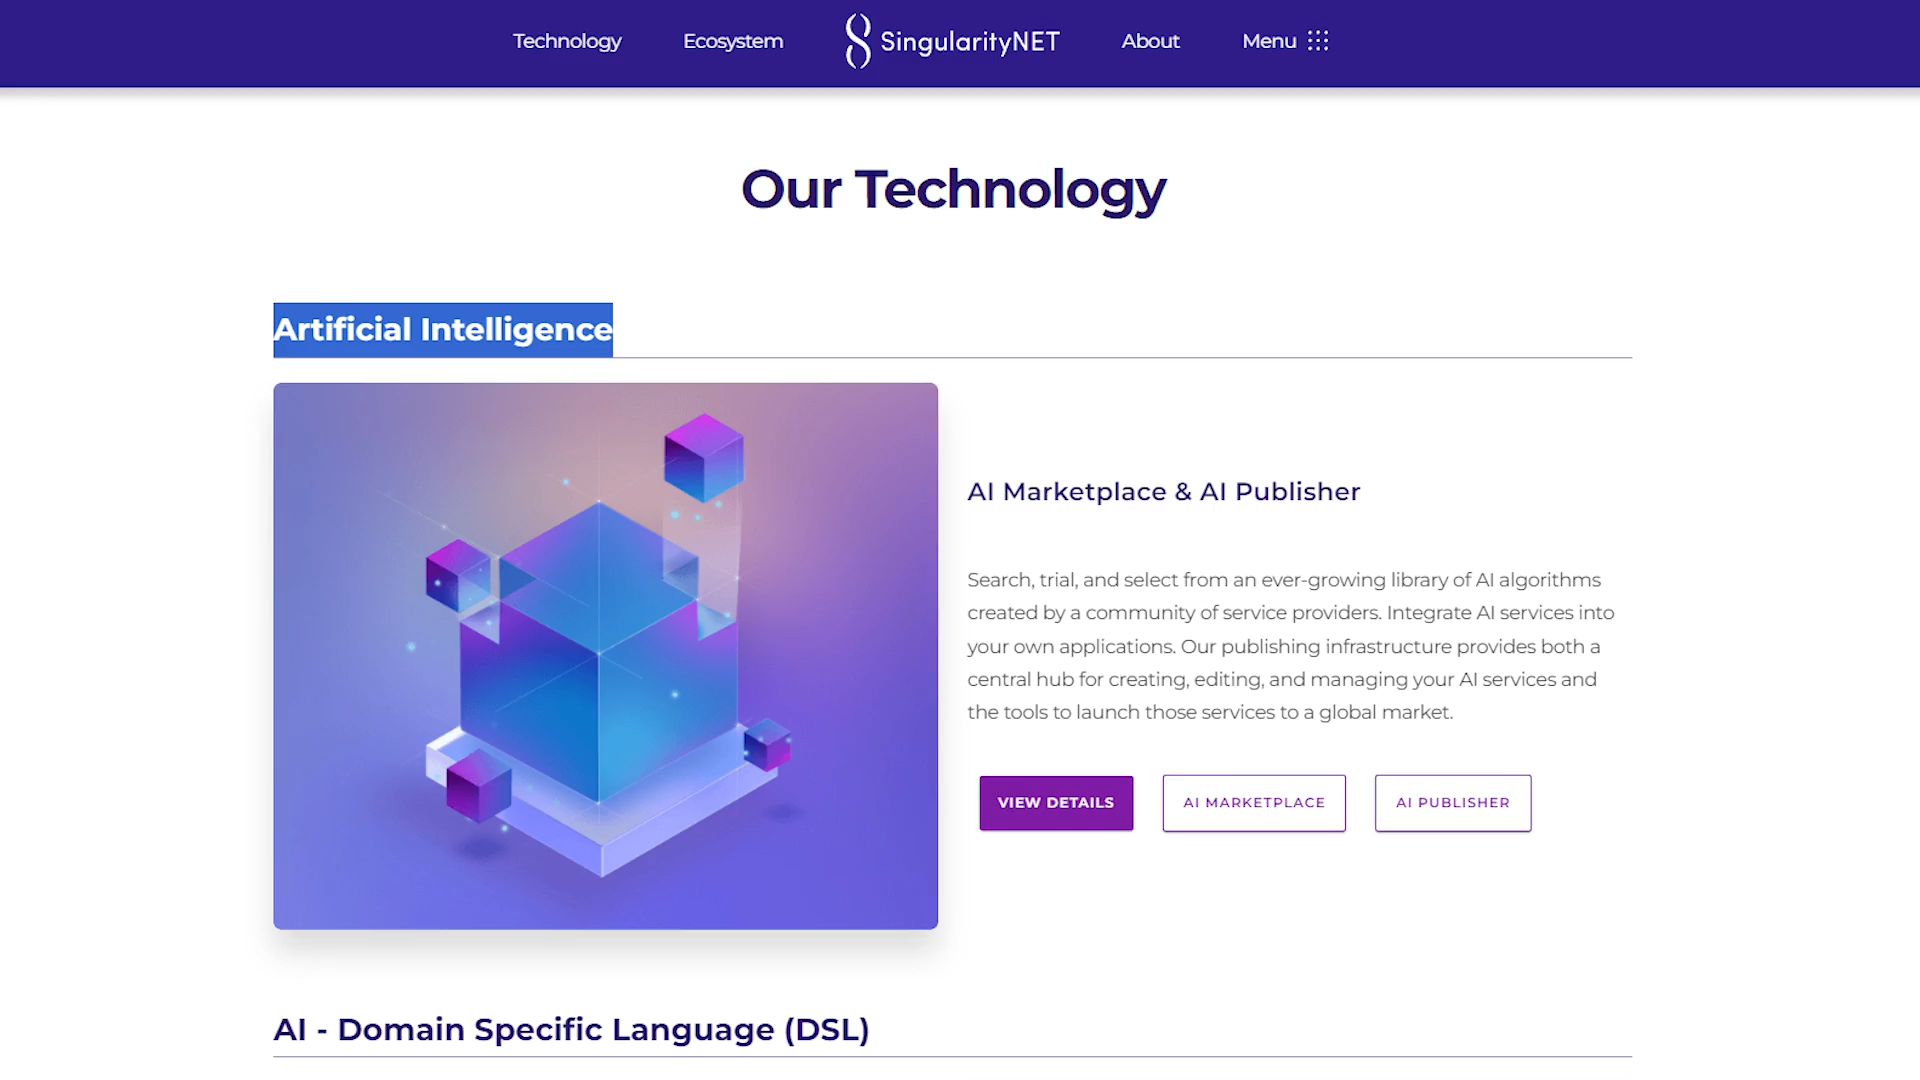 Technology
Ecosystem
SingularityNET
About
Menu
Our Technology
Artificial Intelligence
AI Marketplace & AI Publisher
Search, trial, and select from an ever-growing library of AI algorithms
created by a community of service providers. Integrate AI services into
your own applications. Our publishing infrastructure provides both a
central hub for creating, editing, and managing your AI services and
the tools to launch those services to a global market.
VIEW DETAILS
AI MARKETPLACE
AI PUBLISHER
AI - Domain Specific Language (DSL)